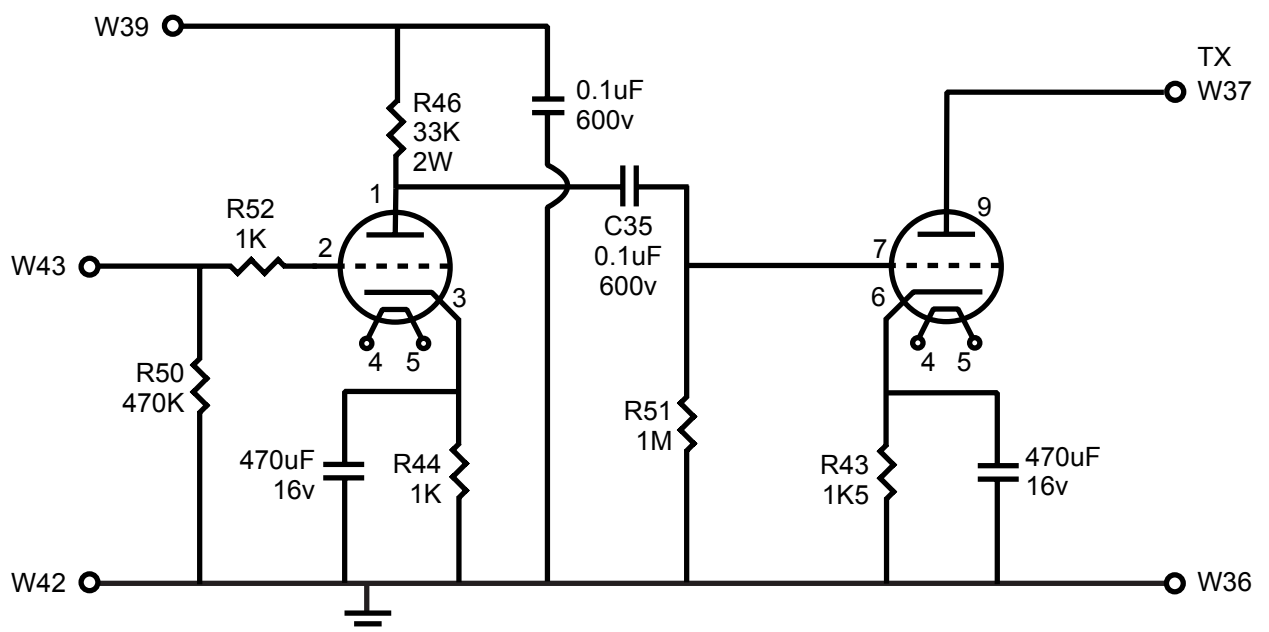 W39
TX
W37
R46
33K
2W
0.1uF
600v
1
R52
1K
2
W43
C35
0.1uF
600v
9
7
6
3
4 5
4 5
R50
470K
R51
1M
470uF
16v
R44
1K
R43
1K5
470uF
16v
W42
W36